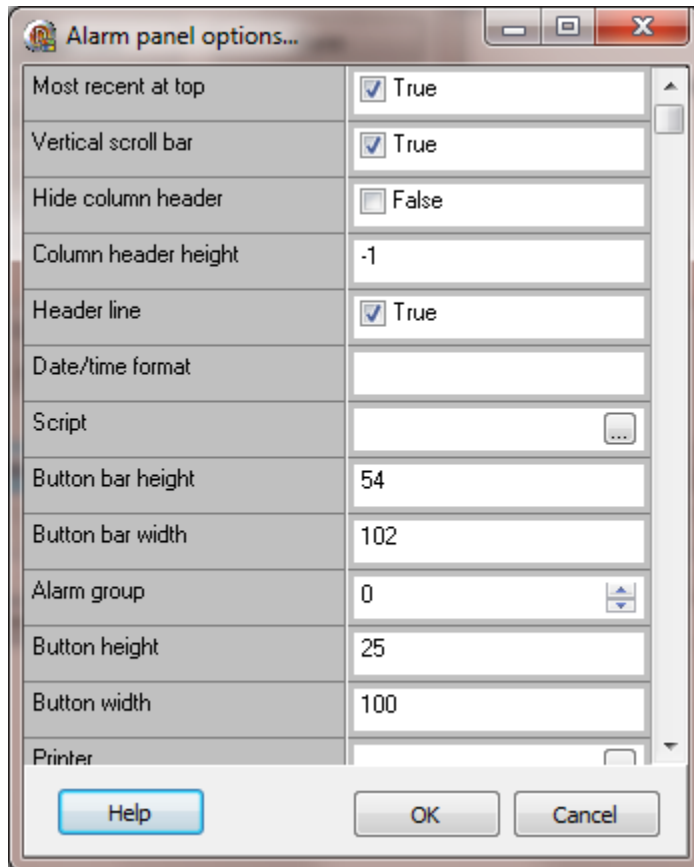 Alarm panel options...
Most recent at top True
Vertical scroll bar True
Hide column header False
Column header height -1
Header line True
Date/time format
Script ...
Button bar height 54
Button bar width 102
Alarm group 0
Button height 25
Button width 100
Printer
Help OK Cancel